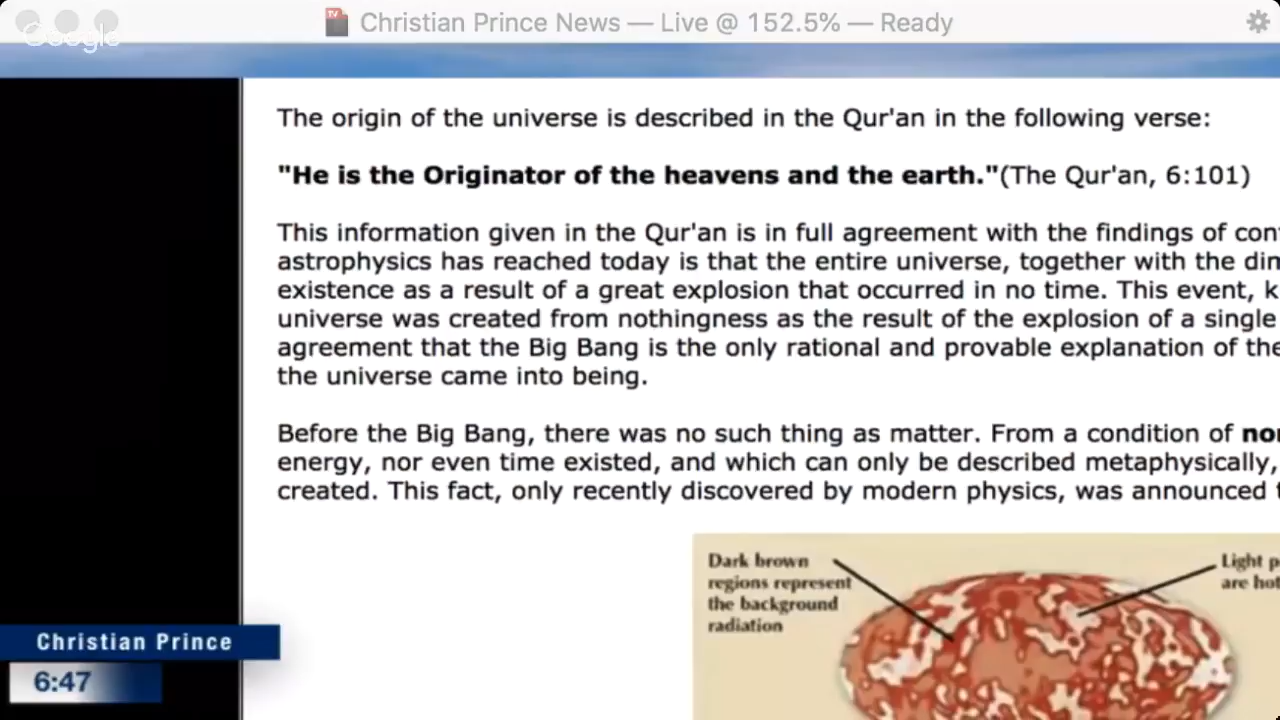 Christian Prince News — Live @ 152.5% — Ready
Google
The origin of the universe is described in the Qur'an in the following verse:
"He is the Originator of the heavens and the earth."(The Qur'an, 6:101)
This information given in the Qur'an is in full agreement with the findings of
astrophysics has reached today is that the entire universe, together with the
existence as a result of a great explosion that occurred in no time. This event,
universe was created from nothingness as the result of the explosion of a single
agreement that the Big Bang is the only rational and provable explanation of the
the universe came into being.
Before the Big Bang, there was no such thing as matter. From a condition of
energy, nor even time existed, and which can only be described metaphysically,
created. This fact, only recently discovered by modern physics, was announced
Dark brown
regions represent
the background
radiation
Light
are
Christian Prince
6:47